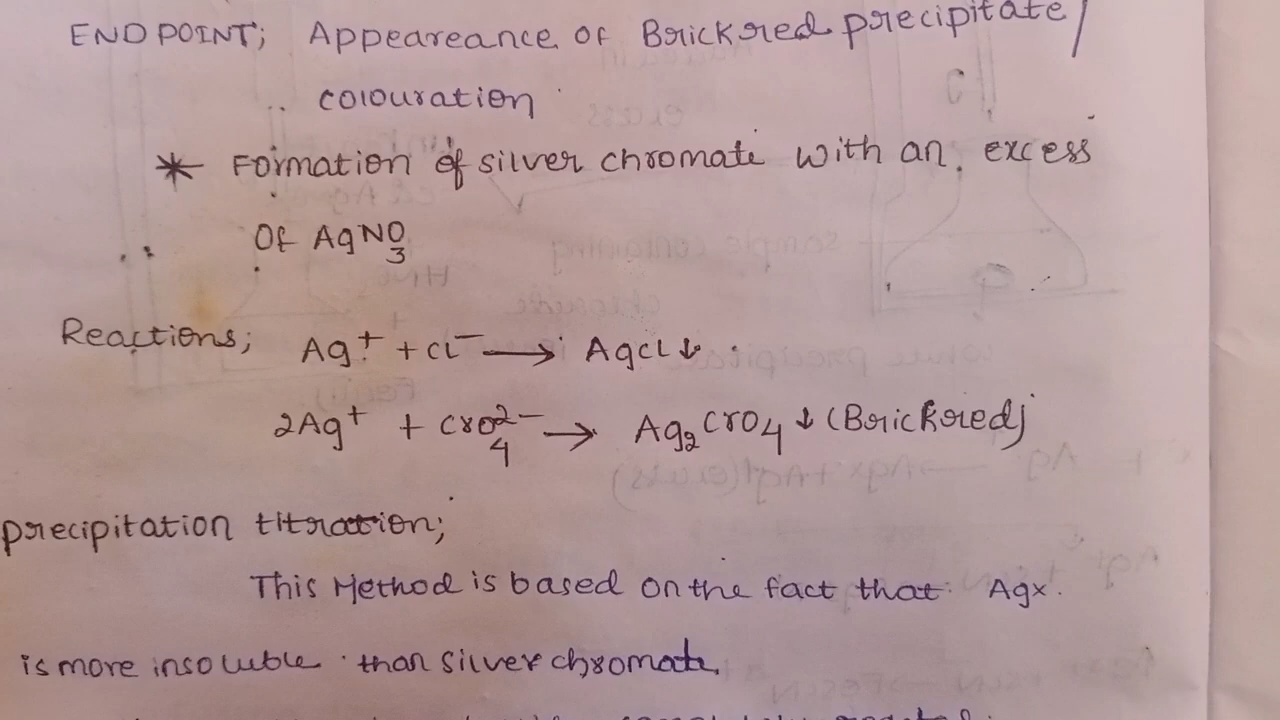 END POINT; Appeareance of Brickred precipitate/
colouration
* Formation of silver chromate with an excess
Of AgNO3
Reactions; Ag+ + Cl- → AgCl ↓
2Ag+ + CrO4 2- → Ag2CrO4 ↓ (Brickred)
precipitation titration;
This Method is based on the fact that Agx.
is more insoluble than silver chromate.